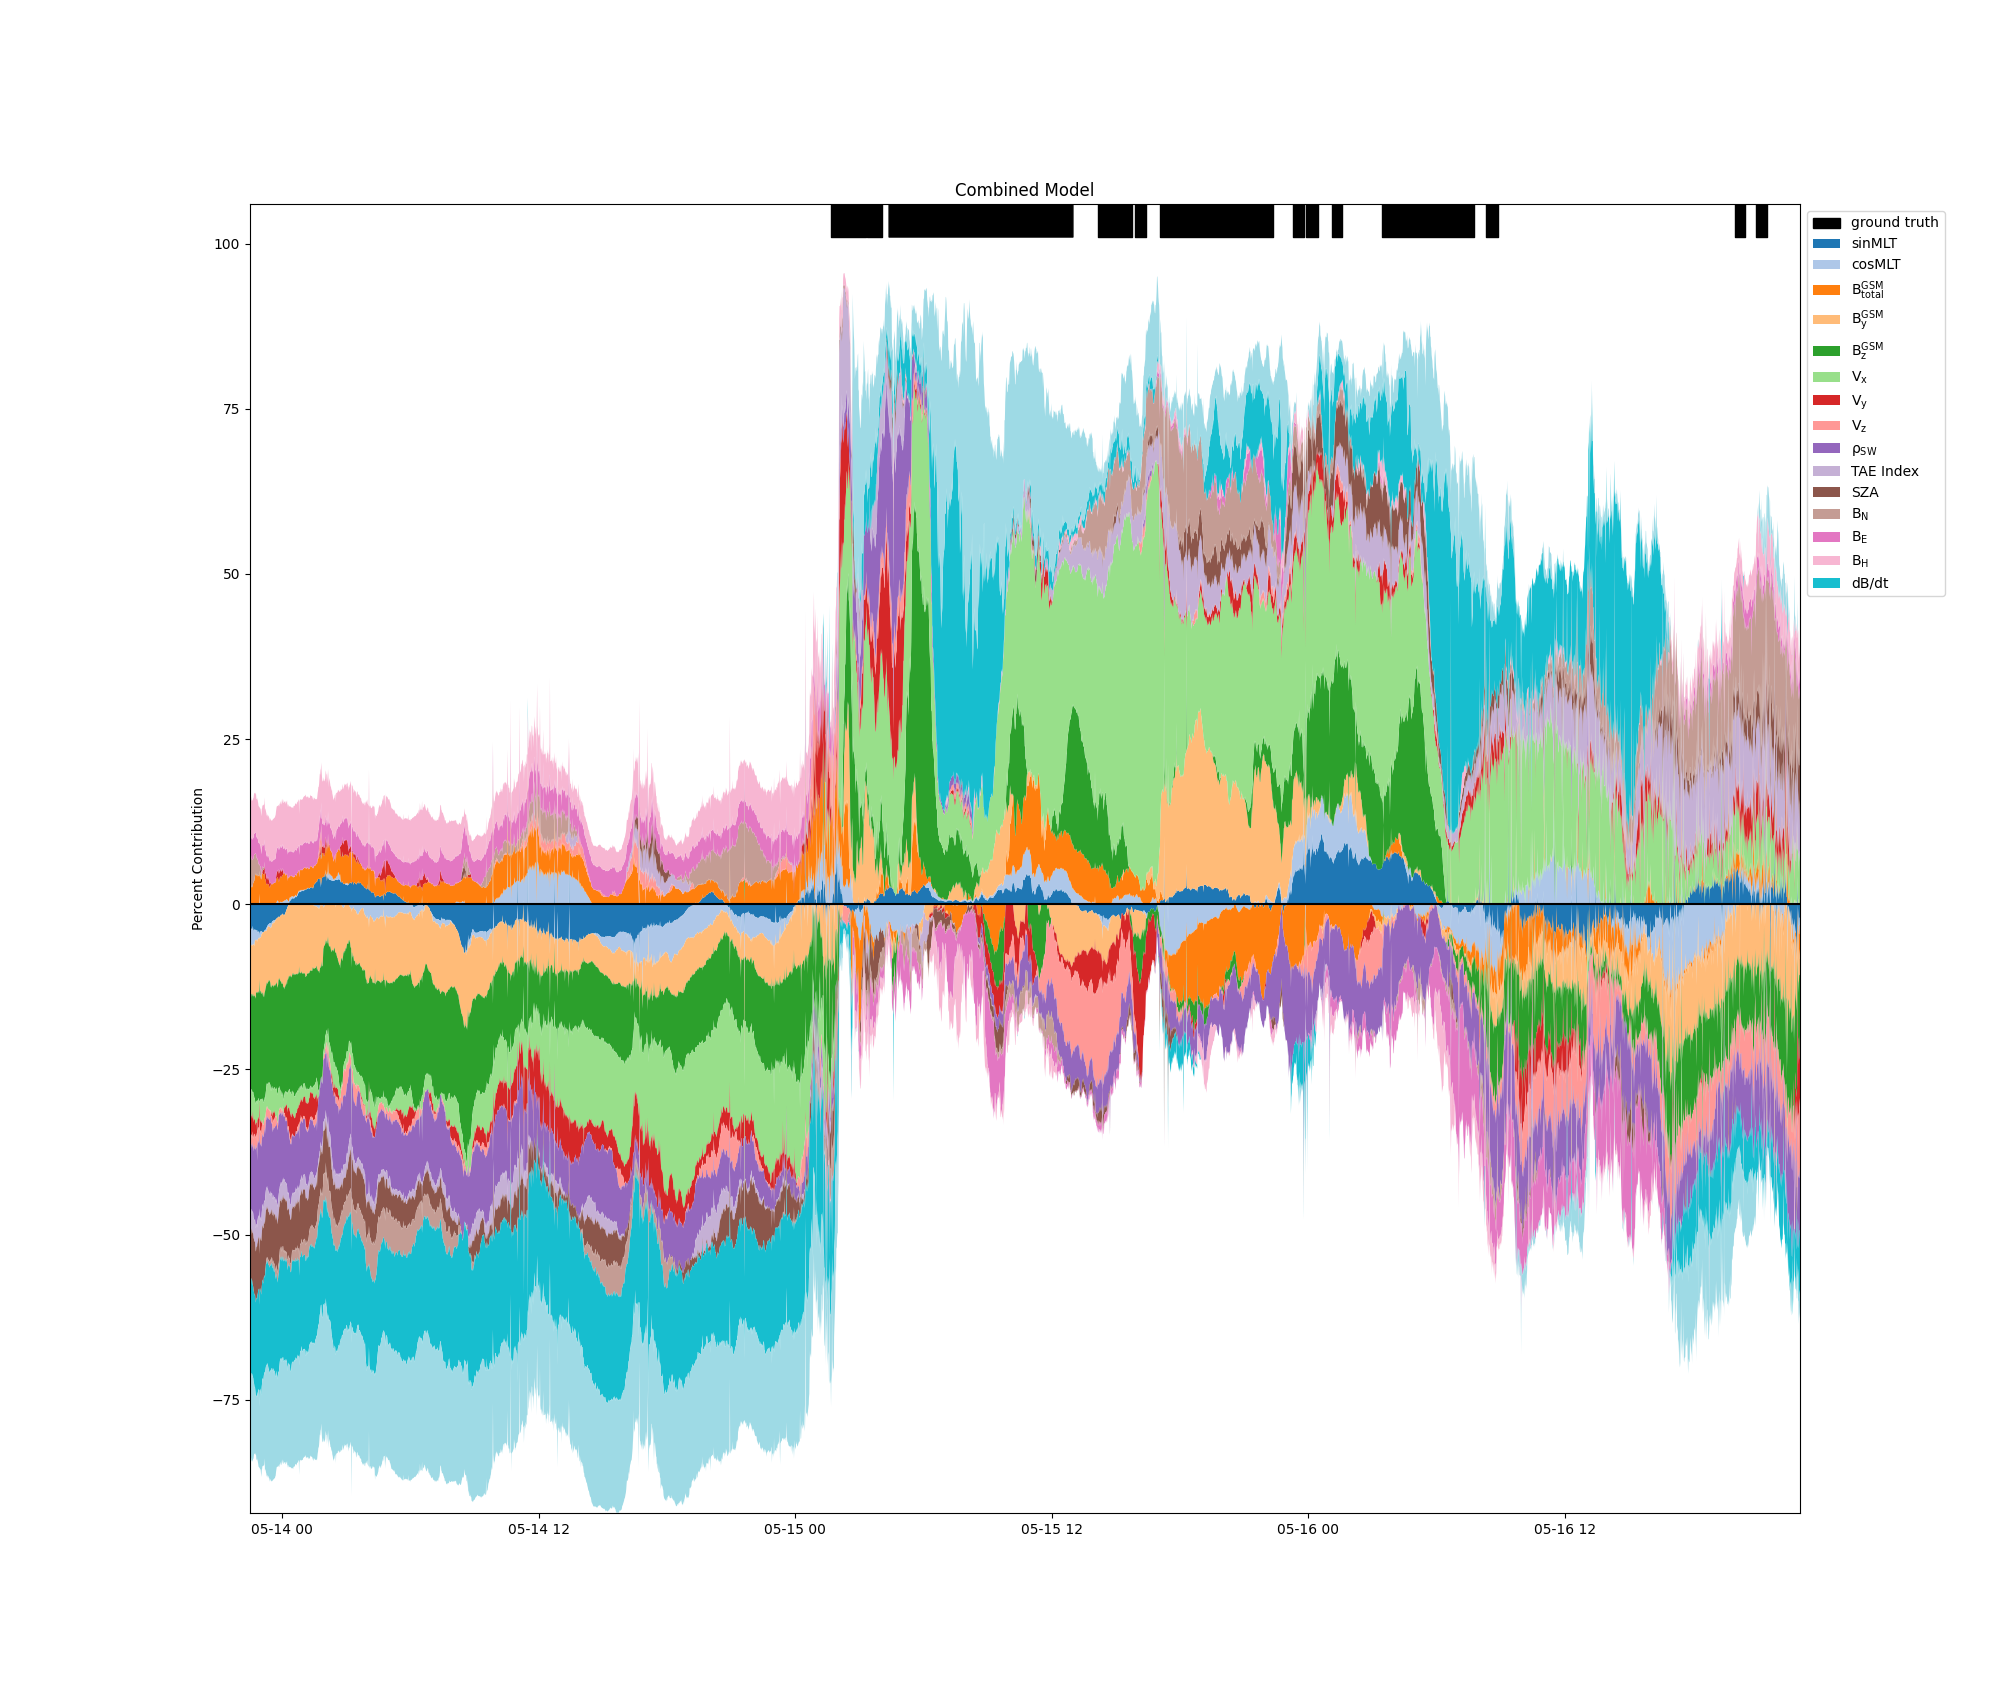 Combined Model
100
75
50
25
0
−25
−50
−75
Percent Contribution
05-14 00
05-14 12
05-15 00
05-15 12
05-16 00
05-16 12
ground truth
sinMLT
cosMLT
B_total^GSM
B_y^GSM
B_z^GSM
V_x
V_y
V_z
ρ_SW
TAE Index
SZA
B_N
B_E
B_H
dB/dt